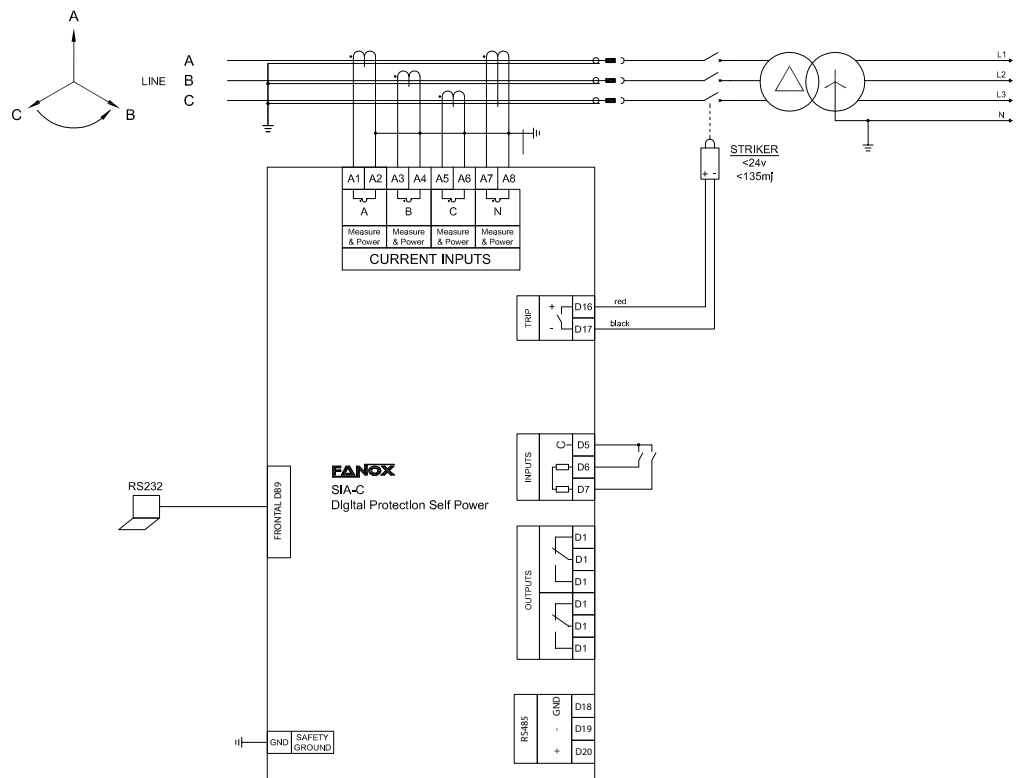 A
C
B
LINE
A
B
C
L1
L2
L3
N
STRIKER
<24v
<135mj
+ -
A1 A2 A3 A4 A5 A6 A7 A8
A B C N
Measure & Power
Measure & Power
Measure & Power
Measure & Power
CURRENT INPUTS
TRIP
+ D16
- D17
red
black
INPUTS
C D5
D6
D7
FANOX
SIA-C
Digital Protection Self Power
RS232
FRONTAL DB9
OUTPUTS
D1
D1
D1
D1
D1
D1
RS485
GND D18
- D19
+ D20
GND SAFETY GROUND